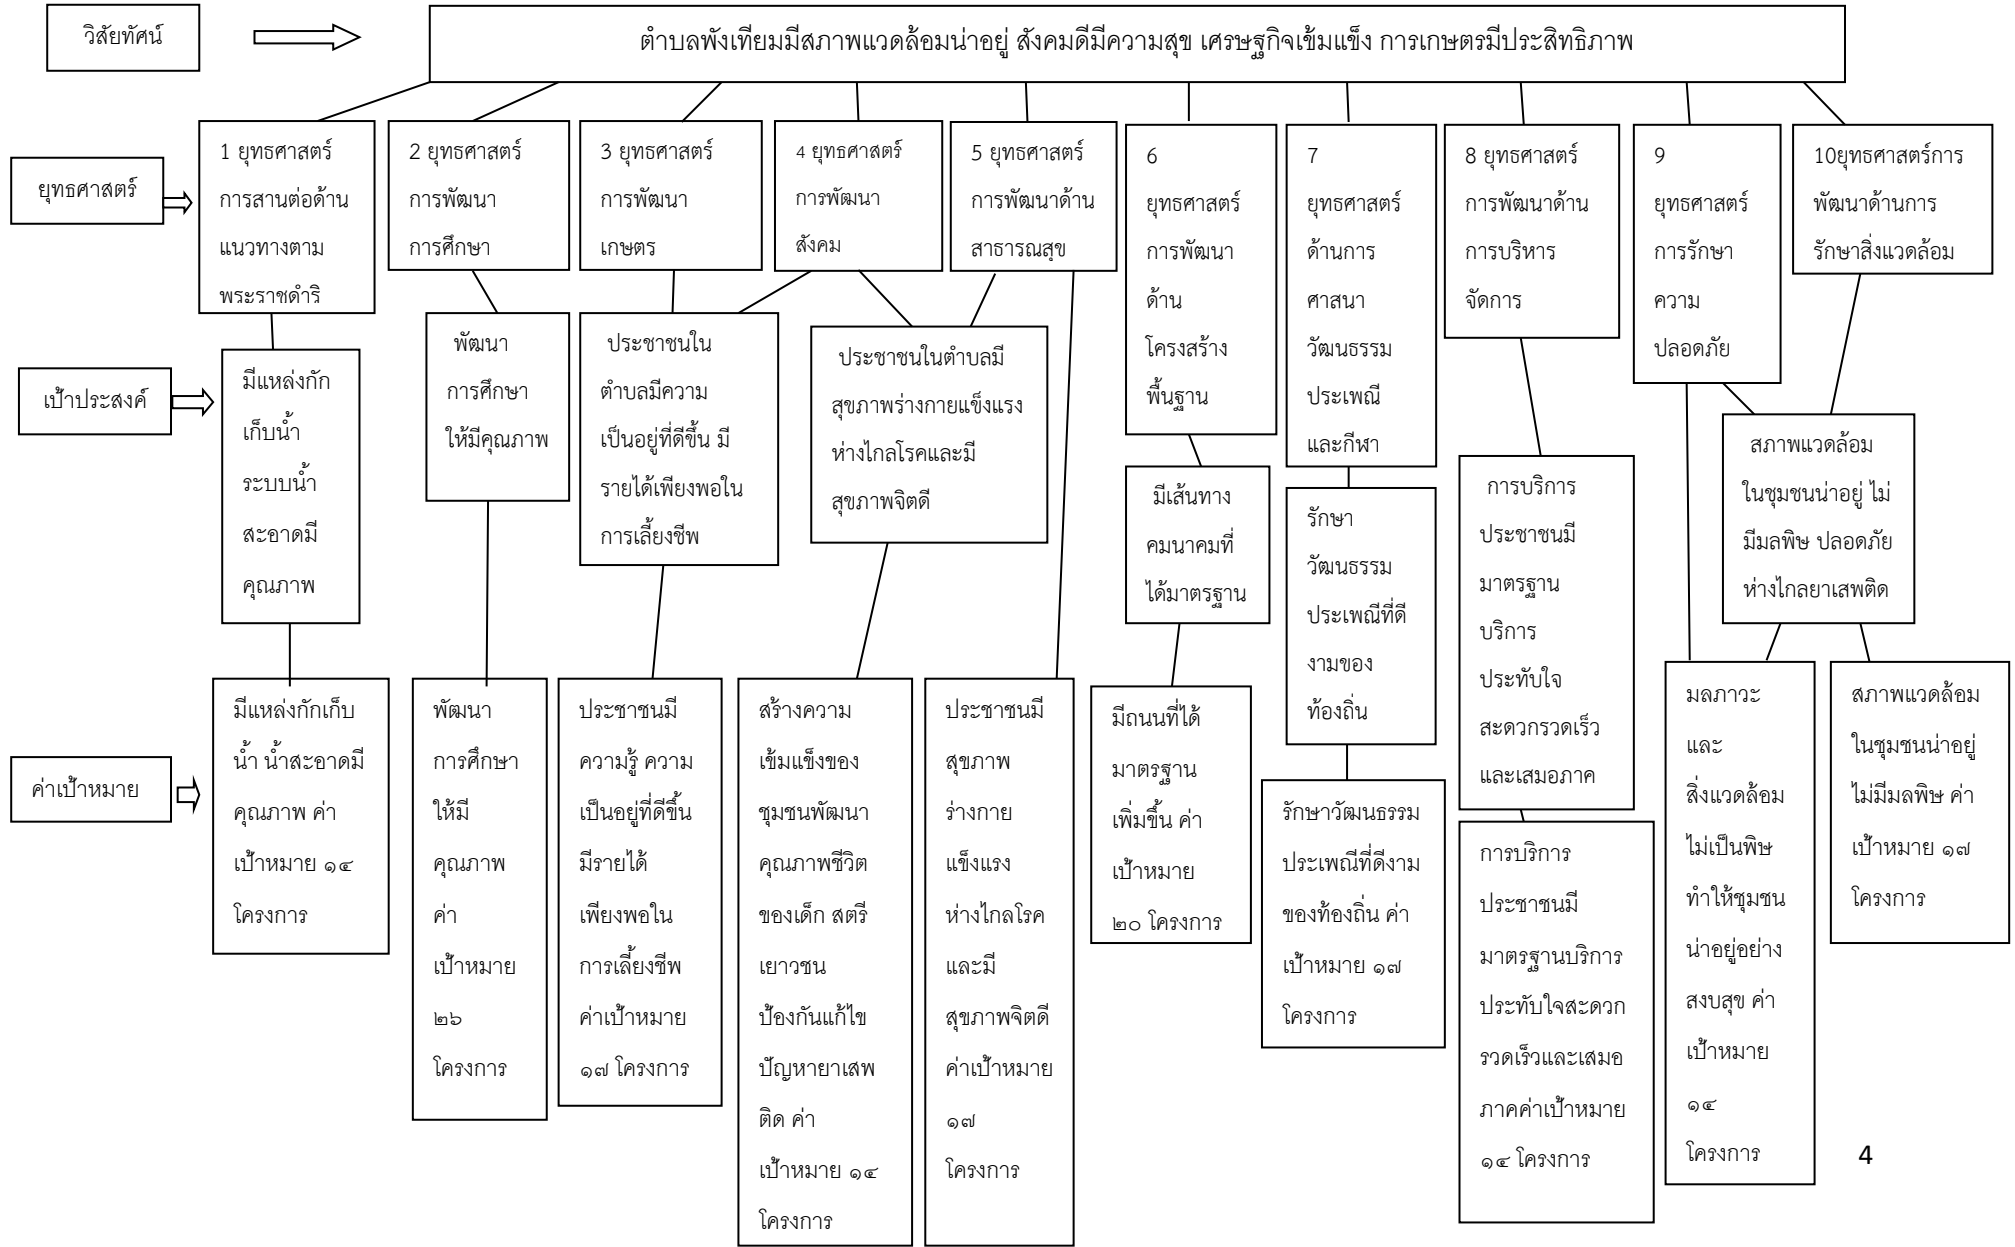 วิสัยทัศน์
ตำบลพังเทียมมีสภาพแวดล้อมน่าอยู่ สังคมดีมีความสุข เศรษฐกิจเข้มแข็ง การเกษตรมีประสิทธิภาพ
ยุทธศาสตร์
1 ยุทธศาสตร์
การสานต่อด้าน
แนวทางตาม
พระราชดำริ
2 ยุทธศาสตร์
การพัฒนา
การศึกษา
3 ยุทธศาสตร์
การพัฒนา
เกษตร
4 ยุทธศาสตร์
การพัฒนา
สังคม
5 ยุทธศาสตร์
การพัฒนาด้าน
สาธารณสุข
6
ยุทธศาสตร์
การพัฒนา
ด้าน
โครงสร้าง
พื้นฐาน
7
ยุทธศาสตร์
ด้านการ
ศาสนา
วัฒนธรรม
ประเพณี
และกีฬา
8 ยุทธศาสตร์
การพัฒนาด้าน
การบริหาร
จัดการ
9
ยุทธศาสตร์
การรักษา
ความ
ปลอดภัย
10ยุทธศาสตร์การ
พัฒนาด้านการ
รักษาสิ่งแวดล้อม
เป้าประสงค์
มีแหล่งกัก
เก็บน้ำ
ระบบน้ำ
สะอาดมี
คุณภาพ
พัฒนา
การศึกษา
ให้มีคุณภาพ
ประชาชนใน
ตำบลมีความ
เป็นอยู่ที่ดีขึ้น มี
รายได้เพียงพอใน
การเลี้ยงชีพ
ประชาชนในตำบลมี
สุขภาพร่างกายแข็งแรง
ห่างไกลโรคและมี
สุขภาพจิตดี
มีเส้นทาง
คมนาคมที่
ได้มาตรฐาน
รักษา
วัฒนธรรม
ประเพณีที่ดี
งามของ
ท้องถิ่น
การบริการ
ประชาชนมี
มาตรฐาน
บริการ
ประทับใจ
สะดวกรวดเร็ว
และเสมอภาค
สภาพแวดล้อม
ในชุมชนน่าอยู่ ไม่
มีมลพิษ ปลอดภัย
ห่างไกลยาเสพติด
ค่าเป้าหมาย
มีแหล่งกักเก็บ
น้ำ น้ำสะอาดมี
คุณภาพ ค่า
เป้าหมาย ๑๔
โครงการ
พัฒนา
การศึกษา
ให้มี
คุณภาพ
ค่า
เป้าหมาย
๒๖
โครงการ
ประชาชนมี
ความรู้ ความ
เป็นอยู่ที่ดีขึ้น
มีรายได้
เพียงพอใน
การเลี้ยงชีพ
ค่าเป้าหมาย
๑๗ โครงการ
สร้างความ
เข้มแข็งของ
ชุมชนพัฒนา
คุณภาพชีวิต
ของเด็ก สตรี
เยาวชน
ป้องกันแก้ไข
ปัญหายาเสพ
ติด ค่า
เป้าหมาย ๑๔
โครงการ
ประชาชนมี
สุขภาพ
ร่างกาย
แข็งแรง
ห่างไกลโรค
และมี
สุขภาพจิตดี
ค่าเป้าหมาย
๑๗
โครงการ
มีถนนที่ได้
มาตรฐาน
เพิ่มขึ้น ค่า
เป้าหมาย
๒๐ โครงการ
รักษาวัฒนธรรม
ประเพณีที่ดีงาม
ของท้องถิ่น ค่า
เป้าหมาย ๑๗
โครงการ
การบริการ
ประชาชนมี
มาตรฐานบริการ
ประทับใจสะดวก
รวดเร็วและเสมอ
ภาคค่าเป้าหมาย
๑๔ โครงการ
มลภาวะ
และ
สิ่งแวดล้อม
ไม่เป็นพิษ
ทำให้ชุมชน
น่าอยู่อย่าง
สงบสุข ค่า
เป้าหมาย
๑๔
โครงการ
สภาพแวดล้อม
ในชุมชนน่าอยู่
ไม่มีมลพิษ ค่า
เป้าหมาย ๑๗
โครงการ
4